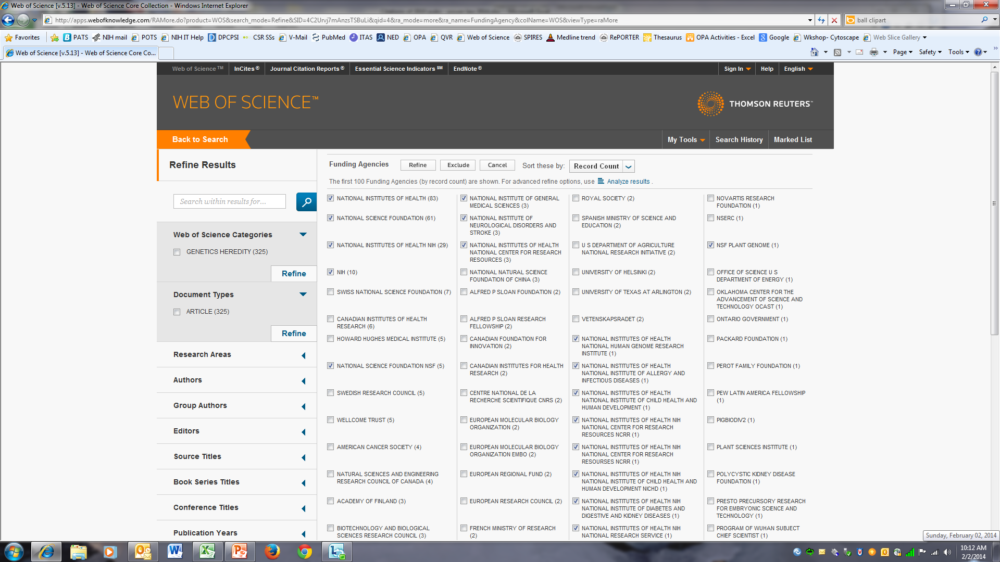 Web of Science [v.5.13] - Web of Science Core Collection - Windows Internet Explorer
http://apps.webofknowledge.com/RAMore.do?product=WOS&search_mode=Refine&SID=4C2Urvj7mAnzsTSBuLi&qid=4&ra_mode=more&ra_name=FundingAgency&colName=WOS&viewType=raMore
ball clipart
Favorites PATS NIH mail POTS NIH IT Help DPCPSI CSR SSs V-Mail PubMed ITAS NED OPA QVR Web of Science SPIRES Medline trend RePORTER Thesaurus OPA Activities - Excel Google Wkshop- Cytoscape Web Slice Gallery
Web of Science [v.5.13] - Web of Science Core Co...
Page Safety Tools
Web of Science™ InCites® Journal Citation Reports® Essential Science Indicators℠ EndNote® Sign In Help English
WEB OF SCIENCE™
THOMSON REUTERS™
Back to Search My Tools Search History Marked List
Refine Results
Search within results for...
Web of Science Categories
GENETICS HEREDITY (325)
Refine
Document Types
ARTICLE (325)
Refine
Research Areas
Authors
Group Authors
Editors
Source Titles
Book Series Titles
Conference Titles
Publication Years
Funding Agencies Refine Exclude Cancel Sort these by: Record Count
The first 100 Funding Agencies (by record count) are shown. For advanced refine options, use Analyze results .
NATIONAL INSTITUTES OF HEALTH (83)
NATIONAL SCIENCE FOUNDATION (61)
NATIONAL INSTITUTES OF HEALTH NIH (29)
NIH (10)
SWISS NATIONAL SCIENCE FOUNDATION (7)
CANADIAN INSTITUTES OF HEALTH
RESEARCH (6)
HOWARD HUGHES MEDICAL INSTITUTE (5)
NATIONAL SCIENCE FOUNDATION NSF (5)
SWEDISH RESEARCH COUNCIL (5)
WELLCOME TRUST (5)
AMERICAN CANCER SOCIETY (4)
NATURAL SCIENCES AND ENGINEERING
RESEARCH COUNCIL OF CANADA (4)
ACADEMY OF FINLAND (3)
BIOTECHNOLOGY AND BIOLOGICAL
SCIENCES RESEARCH COUNCIL (3)
NATIONAL INSTITUTE OF GENERAL
MEDICAL SCIENCES (3)
NATIONAL INSTITUTE OF
NEUROLOGICAL DISORDERS AND
STROKE (3)
NATIONAL INSTITUTES OF HEALTH
NATIONAL CENTER FOR RESEARCH
RESOURCES (3)
NATIONAL NATURAL SCIENCE
FOUNDATION OF CHINA (3)
ALFRED P SLOAN FOUNDATION (2)
ALFRED P SLOAN RESEARCH
FELLOWSHIP (2)
CANADIAN FOUNDATION FOR
INNOVATION (2)
CANADIAN INSTITUTES FOR HEALTH
RESEARCH (2)
CENTRE NATIONAL DE LA
RECHERCHE SCIENTIFIQUE CNRS (2)
EUROPEAN MOLECULAR BIOLOGY
ORGANIZATION (2)
EUROPEAN MOLECULAR BIOLOGY
ORGANIZATION EMBO (2)
EUROPEAN REGIONAL FUND (2)
EUROPEAN RESEARCH COUNCIL (2)
FRENCH MINISTRY OF RESEARCH
(2)
ROYAL SOCIETY (2)
SPANISH MINISTRY OF SCIENCE AND
EDUCATION (2)
U S DEPARTMENT OF AGRICULTURE
NATIONAL RESEARCH INITIATIVE (2)
UNIVERSITY OF HELSINKI (2)
UNIVERSITY OF TEXAS AT ARLINGTON (2)
VETENSKAPSRADET (2)
NATIONAL INSTITUTES OF HEALTH
NATIONAL HUMAN GENOME RESEARCH
INSTITUTE (1)
NATIONAL INSTITUTES OF HEALTH
NATIONAL INSTITUTE OF ALLERGY AND
INFECTIOUS DISEASES (1)
NATIONAL INSTITUTES OF HEALTH
NATIONAL INSTITUTE OF CHILD HEALTH AND
HUMAN DEVELOPMENT (1)
NATIONAL INSTITUTES OF HEALTH NIH
NATIONAL CENTER FOR RESEARCH
RESOURCES NCRR (1)
NATIONAL INSTITUTES OF HEALTH NIH
NATIONAL CENTER FOR RESEARCH
RESOURSES NCRR (1)
NATIONAL INSTITUTES OF HEALTH NIH
NATIONAL INSTITUTE OF CHILD HEALTH AND
HUMAN DEVELOPMENT NICHD (1)
NATIONAL INSTITUTES OF HEALTH NIH
NATIONAL INSTITUTE OF DIABETES AND
DIGESTIVE AND KIDNEY DISEASES (1)
NATIONAL INSTITUTES OF HEALTH NIH
NATIONAL RESEARCH SERVICE (1)
NOVARTIS RESEARCH
FOUNDATION (1)
NSERC (1)
NSF PLANT GENOME (1)
OFFICE OF SCIENCE U S
DEPARTMENT OF ENERGY (1)
OKLAHOMA CENTER FOR THE
ADVANCEMENT OF SCIENCE AND
TECHNOLOGY OCAST (1)
ONTARIO GOVERNMENT (1)
PACKARD FOUNDATION (1)
PEROT FAMILY FOUNDATION (1)
PEW LATIN AMERICA FELLOWSHIP
(1)
PIGBIODIV2 (1)
PLANT SCIENCES INSTITUTE (1)
POLYCYSTIC KIDNEY DISEASE
FOUNDATION (1)
PRESTO PRECURSORY RESEARCH
FOR EMBRYONIC SCIENCE AND
TECHNOLOGY (1)
PROGRAM OF WUHAN SUBJECT
CHIEF SCIENTIST (1)
Sunday, February 02, 2014
10:12 AM
2/2/2014